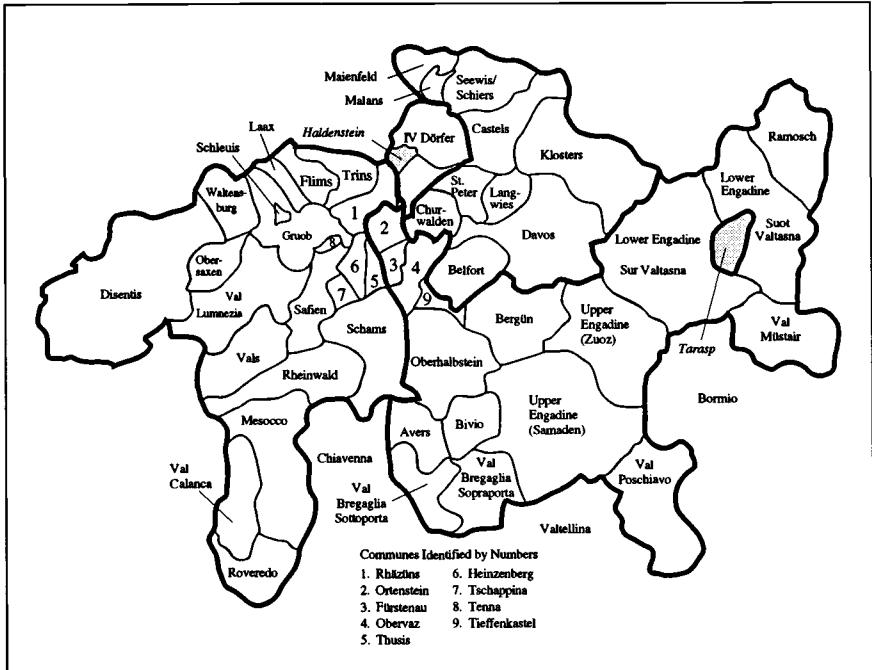 Maienfeld
Malans
Seewis/
Schiers
Castels
Klosters
Haldenstein
IV Dörfer
Laax
Schleuis
Flims
Trins
Waltens-
burg
Ober-
saxen
Gruob
Disentis
Val
Lumnezia
Vals
Safien
Rheinwald
Schams
1
2
3
4
5
6
7
8
9
St.
Peter
Lang-
wies
Chur-
walden
Davos
Belfort
Ramosch
Lower
Engadine
Suot
Valtasna
Lower Engadine
Sur Valtasna
Tarasp
Val
Müstair
Bergün
Upper
Engadine
(Zuoz)
Oberhalbstein
Upper
Engadine
(Samaden)
Bormio
Mesocco
Val
Calanca
Roveredo
Chiavenna
Avers
Bivio
Val
Bregaglia
Sottoporta
Val
Bregaglia
Sopraporta
Val
Poschiavo
Valtellina
Communes Identified by Numbers
1. Rhäzüns
2. Ortenstein
3. Fürstenau
4. Obervaz
5. Thusis
6. Heinzenberg
7. Tschappina
8. Tenna
9. Tieffenkastel